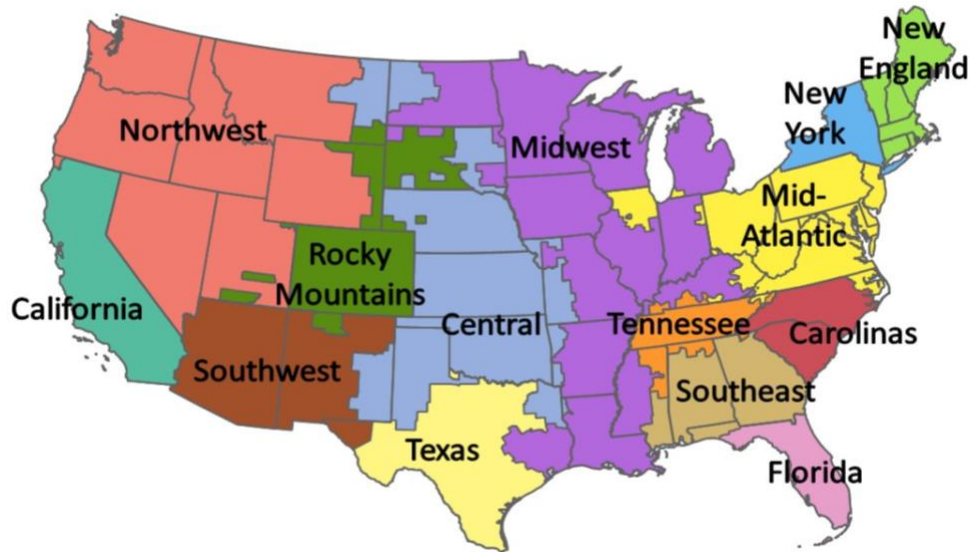 New
England
New
York
Northwest
Midwest
Mid-
Atlantic
Rocky
Mountains
California
Central
Tennessee
Carolinas
Southwest
Southeast
Texas
Florida